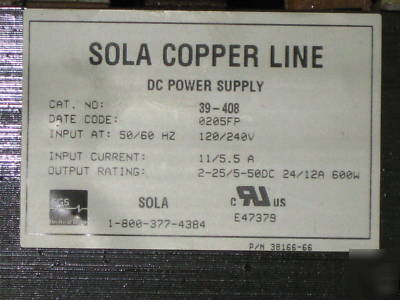 SOLA COPPER LINE
DC POWER SUPPLY
CAT. NO: 39-408
DATE CODE: 0205FP
INPUT AT: 50/60 HZ 120/240V
INPUT CURRENT: 11/5.5 A
OUTPUT RATING: 2-25/5-50DC 24/12A 600W
SOLA
1-800-377-4384
c US
E47379
P/N 38166-66